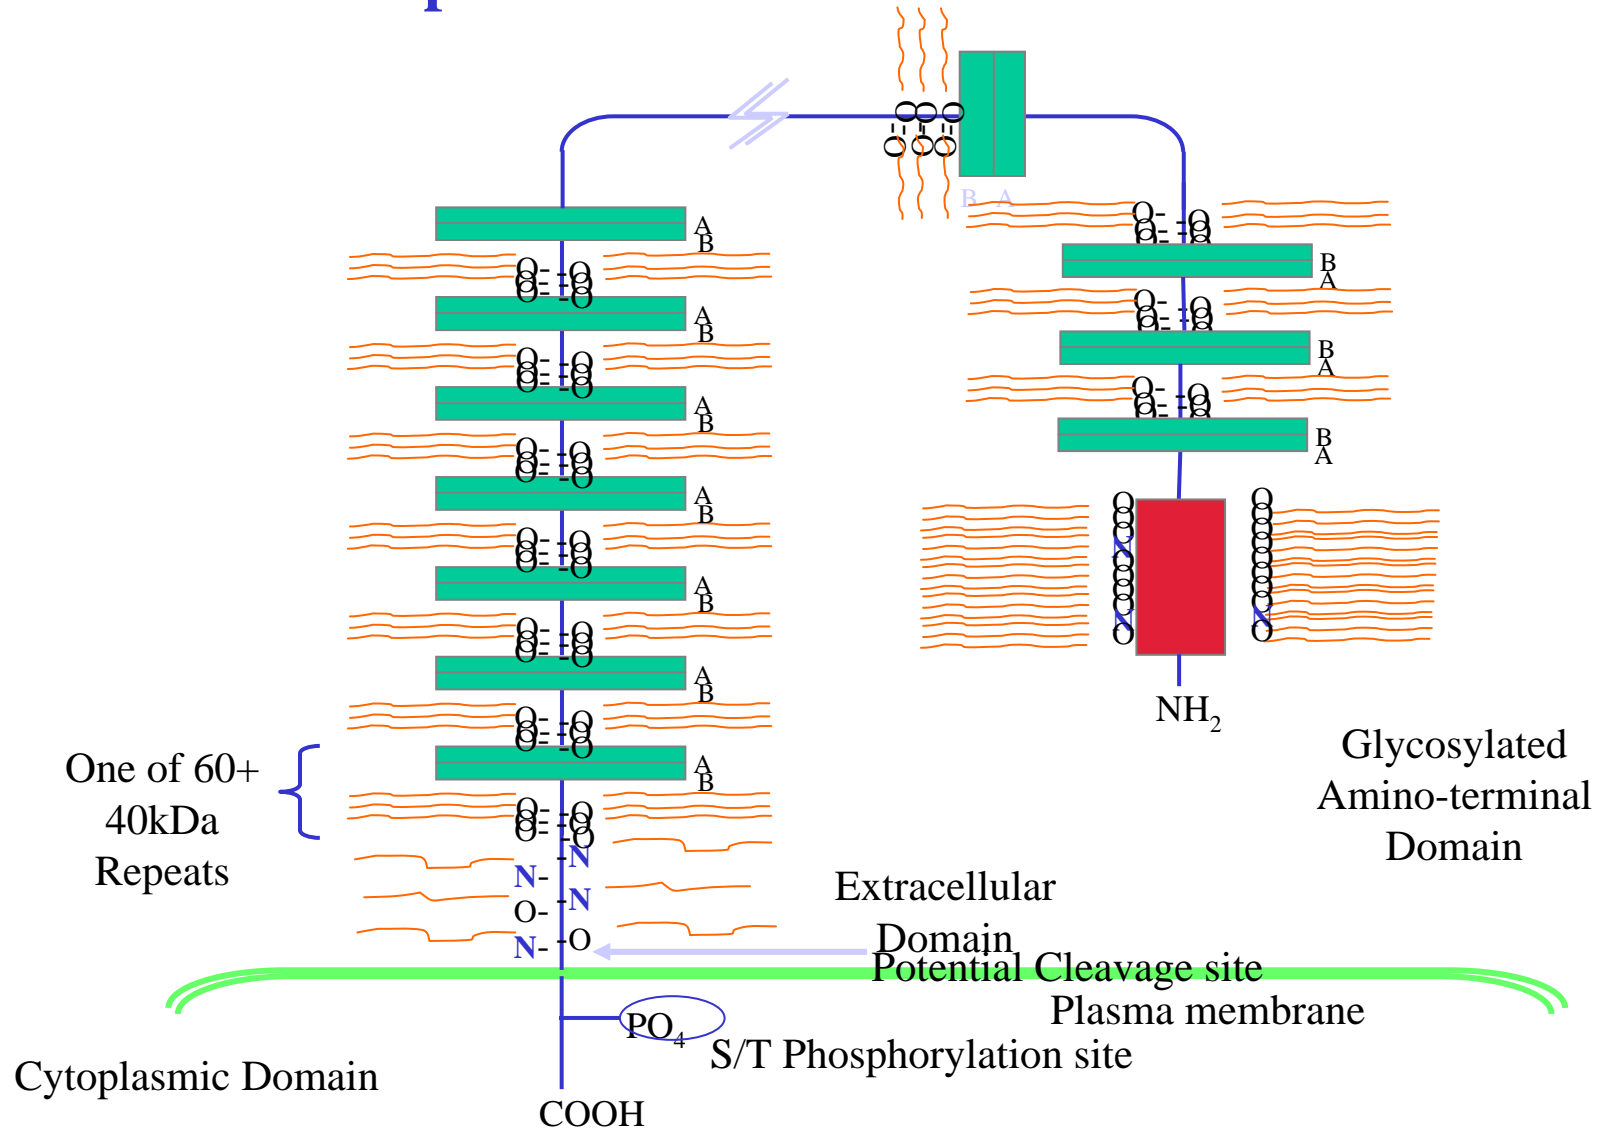 B A
A
B
B
A
A
B
B
A
A
B
B
A
A
B
A
B
A
B
A
B
O- -O
O- -O
O- -O
N
N
N
NH2
One of 60+
40kDa
Repeats
Glycosylated
Amino-terminal
Domain
-N
N-
-N
O-
N- -O
Extracellular
Domain
Potential Cleavage site
Plasma membrane
PO4
S/T Phosphorylation site
Cytoplasmic Domain
COOH